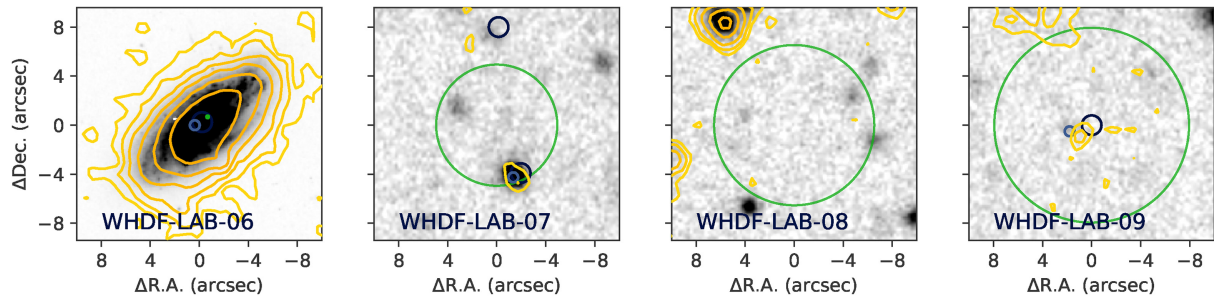 8
4
0
−4
−8
ΔDec. (arcsec)
WHDF-LAB-06
WHDF-LAB-07
WHDF-LAB-08
WHDF-LAB-09
8 4 0 −4 −8
8 4 0 −4 −8
8 4 0 −4 −8
8 4 0 −4 −8
ΔR.A. (arcsec)
ΔR.A. (arcsec)
ΔR.A. (arcsec)
ΔR.A. (arcsec)